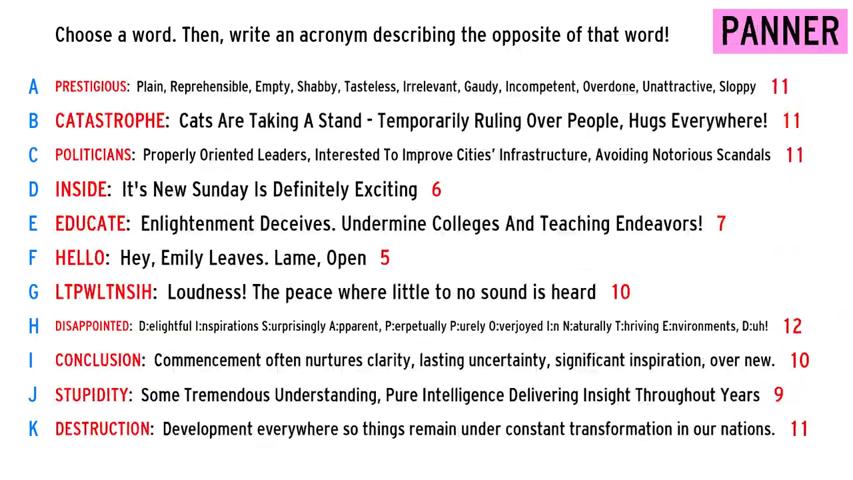 Choose a word. Then, write an acronym describing the opposite of that word!
PANNER
A PRESTIGIOUS: Plain, Reprehensible, Empty, Shabby, Tasteless, Irrelevant, Gaudy, Incompetent, Overdone, Unattractive, Sloppy 11
B CATASTROPHE: Cats Are Taking A Stand - Temporarily Ruling Over People, Hugs Everywhere! 11
C POLITICIANS: Properly Oriented Leaders, Interested To Improve Cities' Infrastructure, Avoiding Notorious Scandals 11
D INSIDE: It's New Sunday Is Definitely Exciting 6
E EDUCATE: Enlightenment Deceives. Undermine Colleges And Teaching Endeavors! 7
F HELLO: Hey, Emily Leaves. Lame, Open 5
G LTPWLTNSIH: Loudness! The peace where little to no sound is heard 10
H DISAPPOINTED: D:elightful I:nspirations S:urprisingly A:pparent, P:erpetually P:urely O:verjoyed I:n N:aturally T:hriving E:nvironments, D:uh! 12
I CONCLUSION: Commencement often nurtures clarity, lasting uncertainty, significant inspiration, over new. 10
J STUPIDITY: Some Tremendous Understanding, Pure Intelligence Delivering Insight Throughout Years 9
K DESTRUCTION: Development everywhere so things remain under constant transformation in our nations. 11